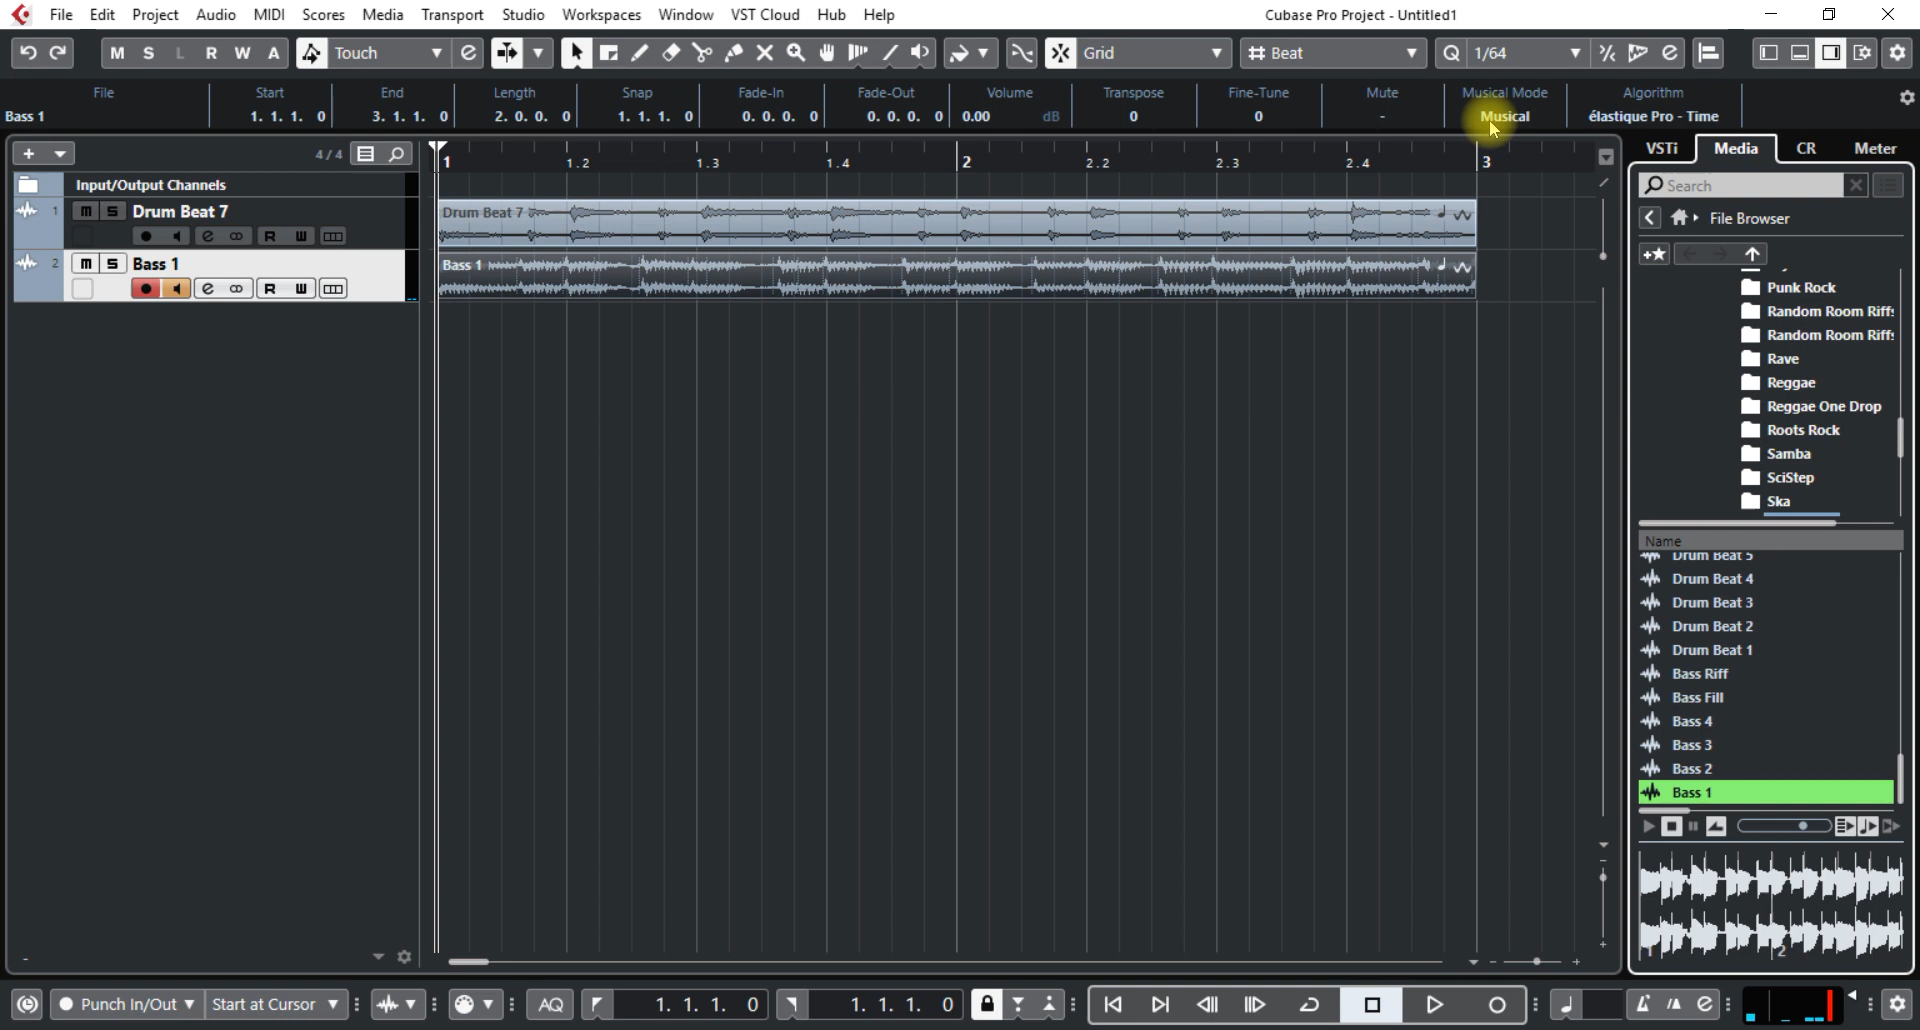 File Edit Project Audio MIDI Scores Media Transport Studio Workspaces Window VST Cloud Hub Help
Cubase Pro Project - Untitled1
M S L R W A Touch Grid Beat Q 1/64
File Start End Length Snap Fade-In Fade-Out Volume Transpose Fine-Tune Mute Musical Mode Algorithm
Bass 1 1. 1. 1. 0 3. 1. 1. 0 2. 0. 0. 0 1. 1. 1. 0 0. 0. 0. 0 0. 0. 0. 0 0.00 dB 0 0 - Musical élastique Pro - Time
4 / 4
1 1.2 1.3 1.4 2 2.2 2.3 2.4 3
VSTi Media CR Meter
Input/Output Channels
Search
1 m S Drum Beat 7
Drum Beat 7
File Browser
R W
2 m S Bass 1
Bass 1
R W
Punk Rock
Random Room Riffs
Random Room Riffs
Rave
Reggae
Reggae One Drop
Roots Rock
Samba
SciStep
Ska
Name
Drum Beat 5
Drum Beat 4
Drum Beat 3
Drum Beat 2
Drum Beat 1
Bass Riff
Bass Fill
Bass 4
Bass 3
Bass 2
Bass 1
1 2
Punch In/Out Start at Cursor AQ 1. 1. 1. 0 1. 1. 1. 0